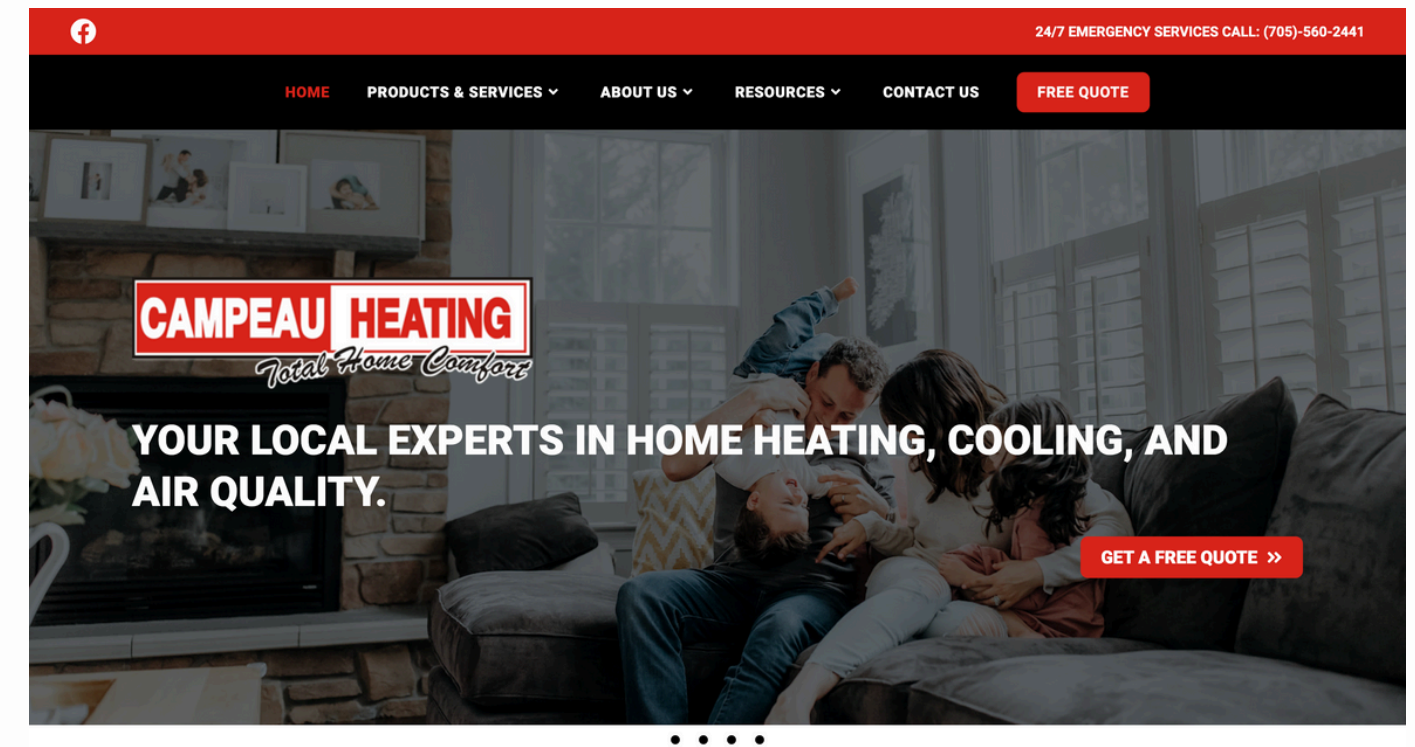 24/7 EMERGENCY SERVICES CALL: (705)-560-2441
HOME PRODUCTS & SERVICES ABOUT US RESOURCES CONTACT US FREE QUOTE
CAMPEAU HEATING
Total Home Comfort
YOUR LOCAL EXPERTS IN HOME HEATING, COOLING, AND
AIR QUALITY.
GET A FREE QUOTE »